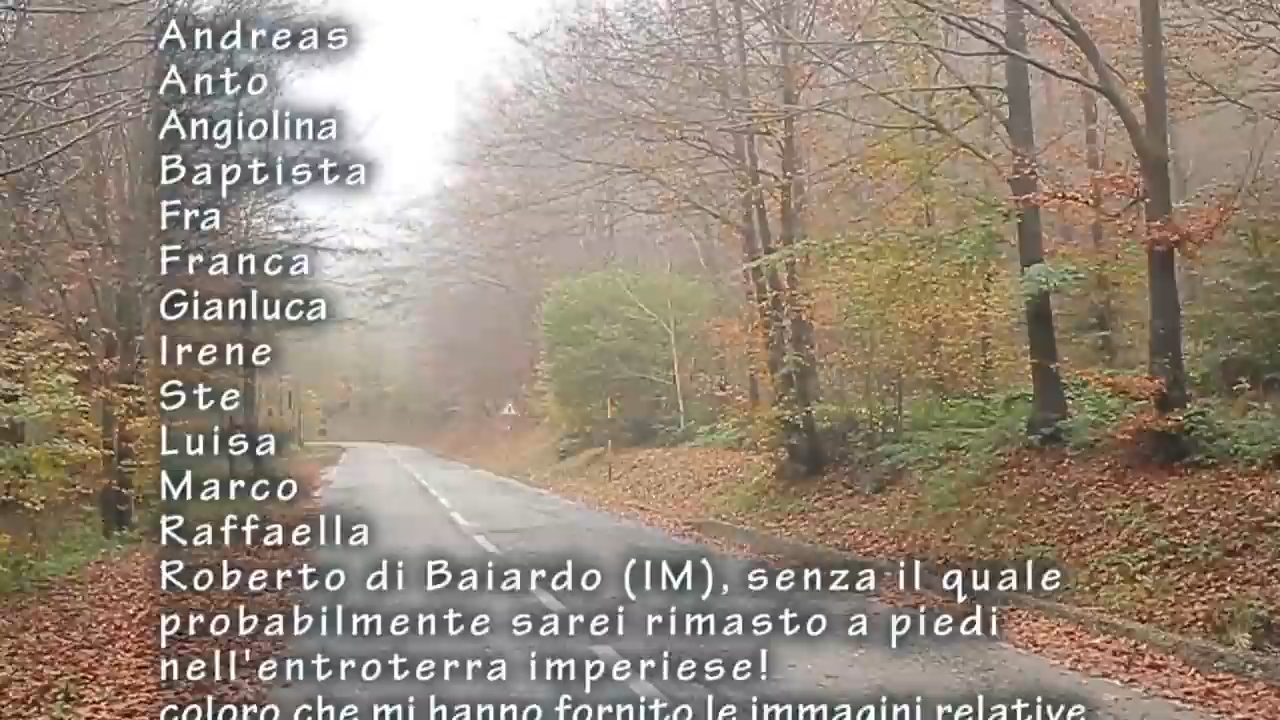 Andreas
Anto
Angiolina
Baptista
Fra
Franca
Gianluca
Irene
Ste
Luisa
Marco
Raffaella
Roberto di Baiardo (IM), senza il quale
probabilmente sarei rimasto a piedi
nell'entroterra imperiese!
coloro che mi hanno fornito le immagini relative